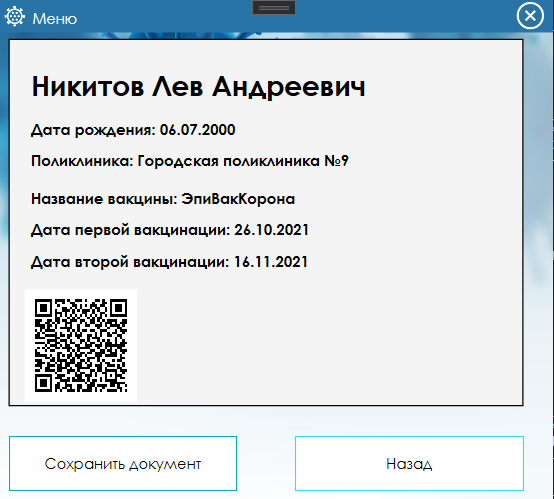 Меню
Никитов Лев Андреевич
Дата рождения: 06.07.2000
Поликлиника: Городская поликлиника №9
Название вакцины: ЭпиВакКорона
Дата первой вакцинации: 26.10.2021
Дата второй вакцинации: 16.11.2021
Сохранить документ
Назад